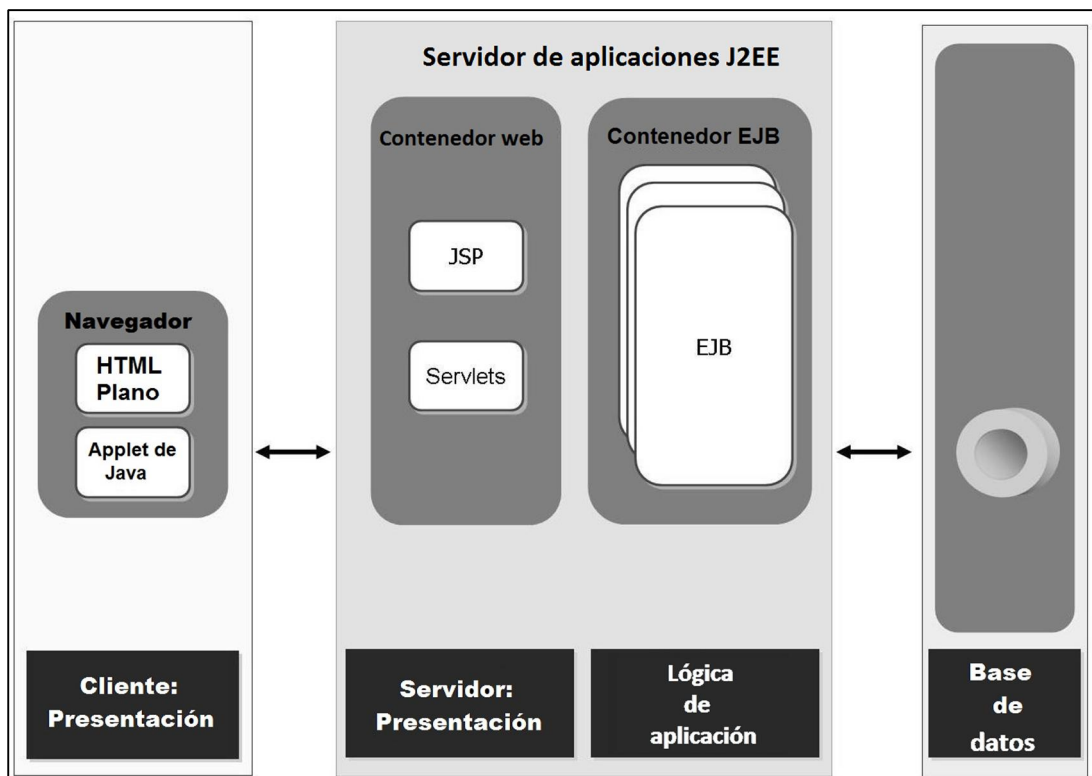 Servidor de aplicaciones J2EE
Navegador
HTML
Plano
Applet de
Java
Contenedor web
JSP
Servlets
Contenedor EJB
EJB
Cliente:
Presentación
Servidor:
Presentación
Lógica
de
aplicación
Base
de
datos